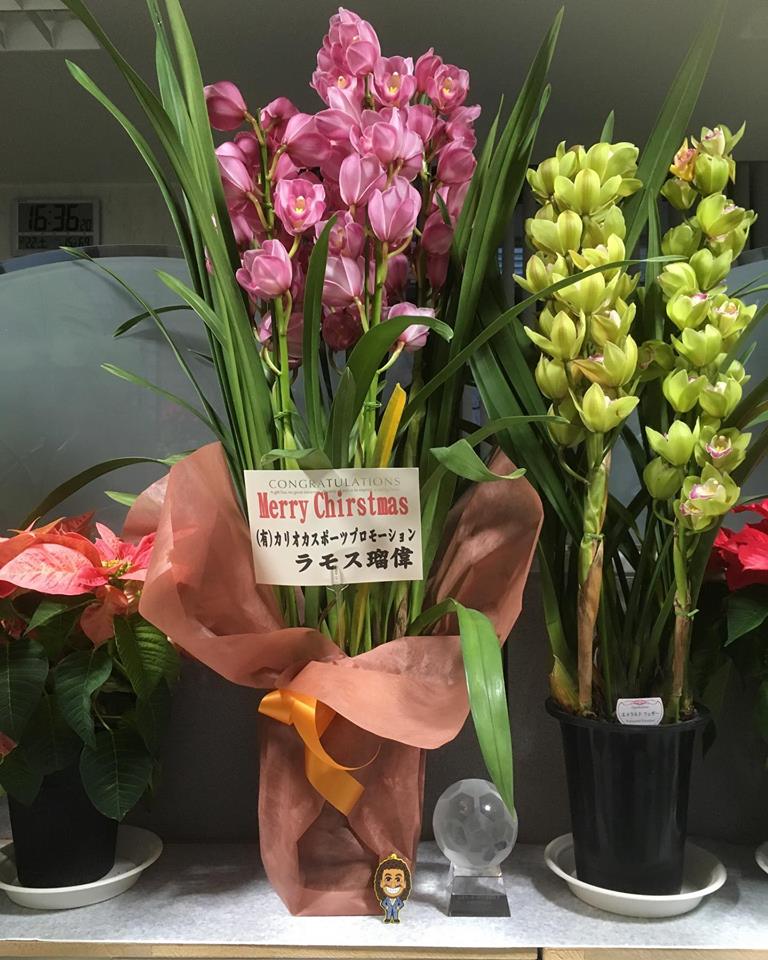 16:36
CONGRATULATIONS
Merry Chirstmas
(有)カリオカスポーツプロモーション
ラモス瑠偉